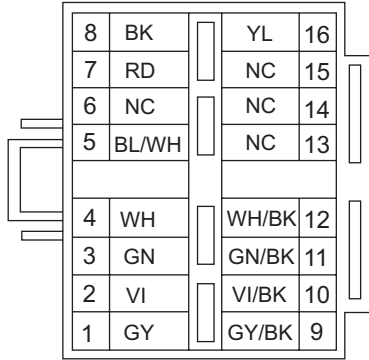 8 BK YL 16
7 RD NC 15
6 NC NC 14
5 BL/WH NC 13
4 WH WH/BK 12
3 GN GN/BK 11
2 VI VI/BK 10
1 GY GY/BK 9